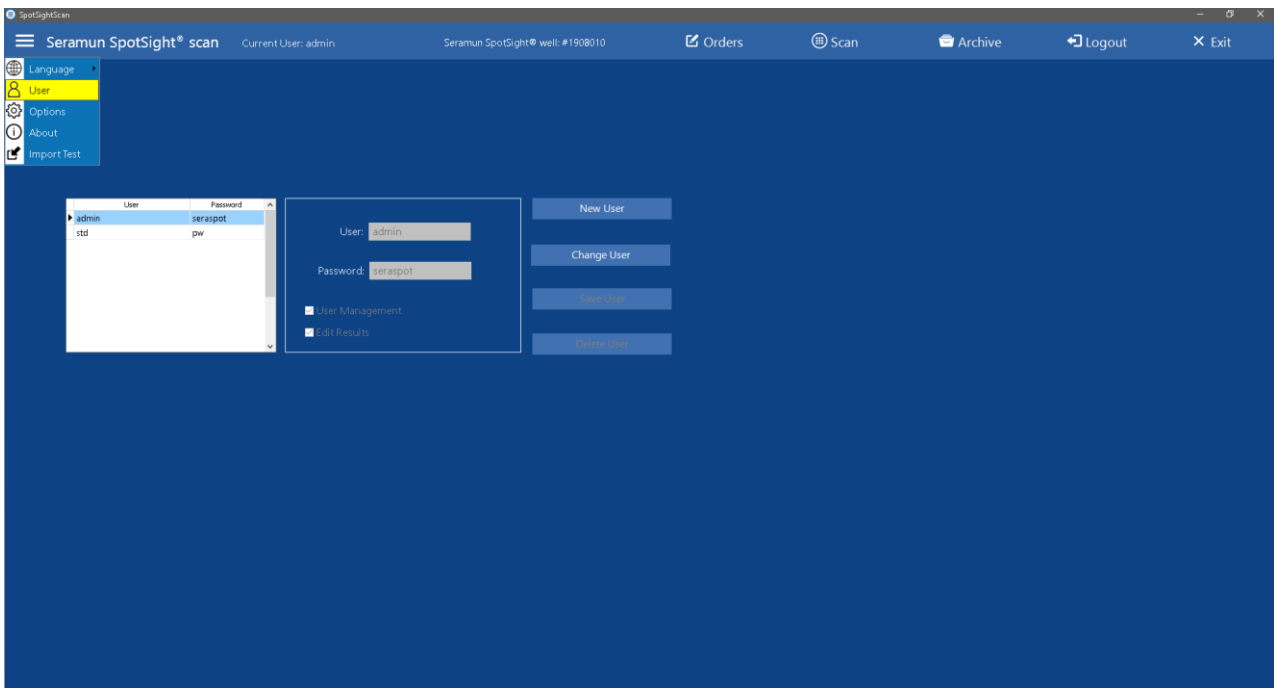 SpotSightScan
Seramun SpotSight® scan Current User: admin Seramun SpotSight® well: #1908010 Orders Scan Archive Logout Exit
Language
User
Options
About
Import Test
User Password
admin seraspot
std pw
User: admin
Password: seraspot
User Management
Edit Results
New User
Change User
Save User
Delete User